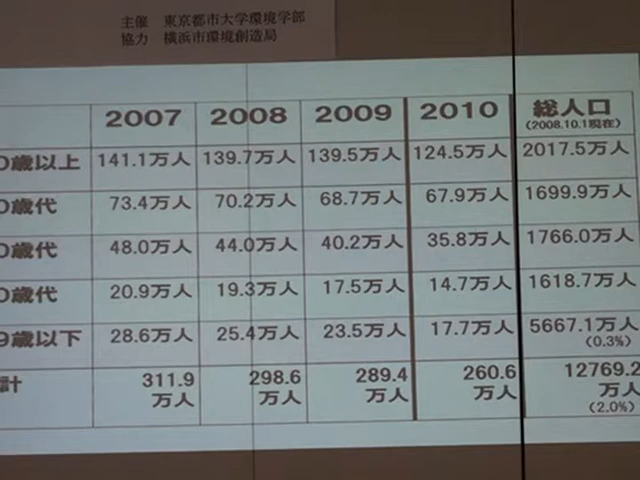 主催 東京都市大学環境学部
協力 横浜市環境創造局
2007 2008 2009 2010 総人口
(2008.10.1現在)
0歳以上 141.1万人 139.7万人 139.5万人 124.5万人 2017.5万人
0歳代 73.4万人 70.2万人 68.7万人 67.9万人 1699.9万人
0歳代 48.0万人 44.0万人 40.2万人 35.8万人 1766.0万人
0歳代 20.9万人 19.3万人 17.5万人 14.7万人 1618.7万人
9歳以下 28.6万人 25.4万人 23.5万人 17.7万人 5667.1万人
(0.3%)
計 311.9 298.6 289.4 260.6 12769.2
万人 万人 万人 万人 万人
(2.0%)